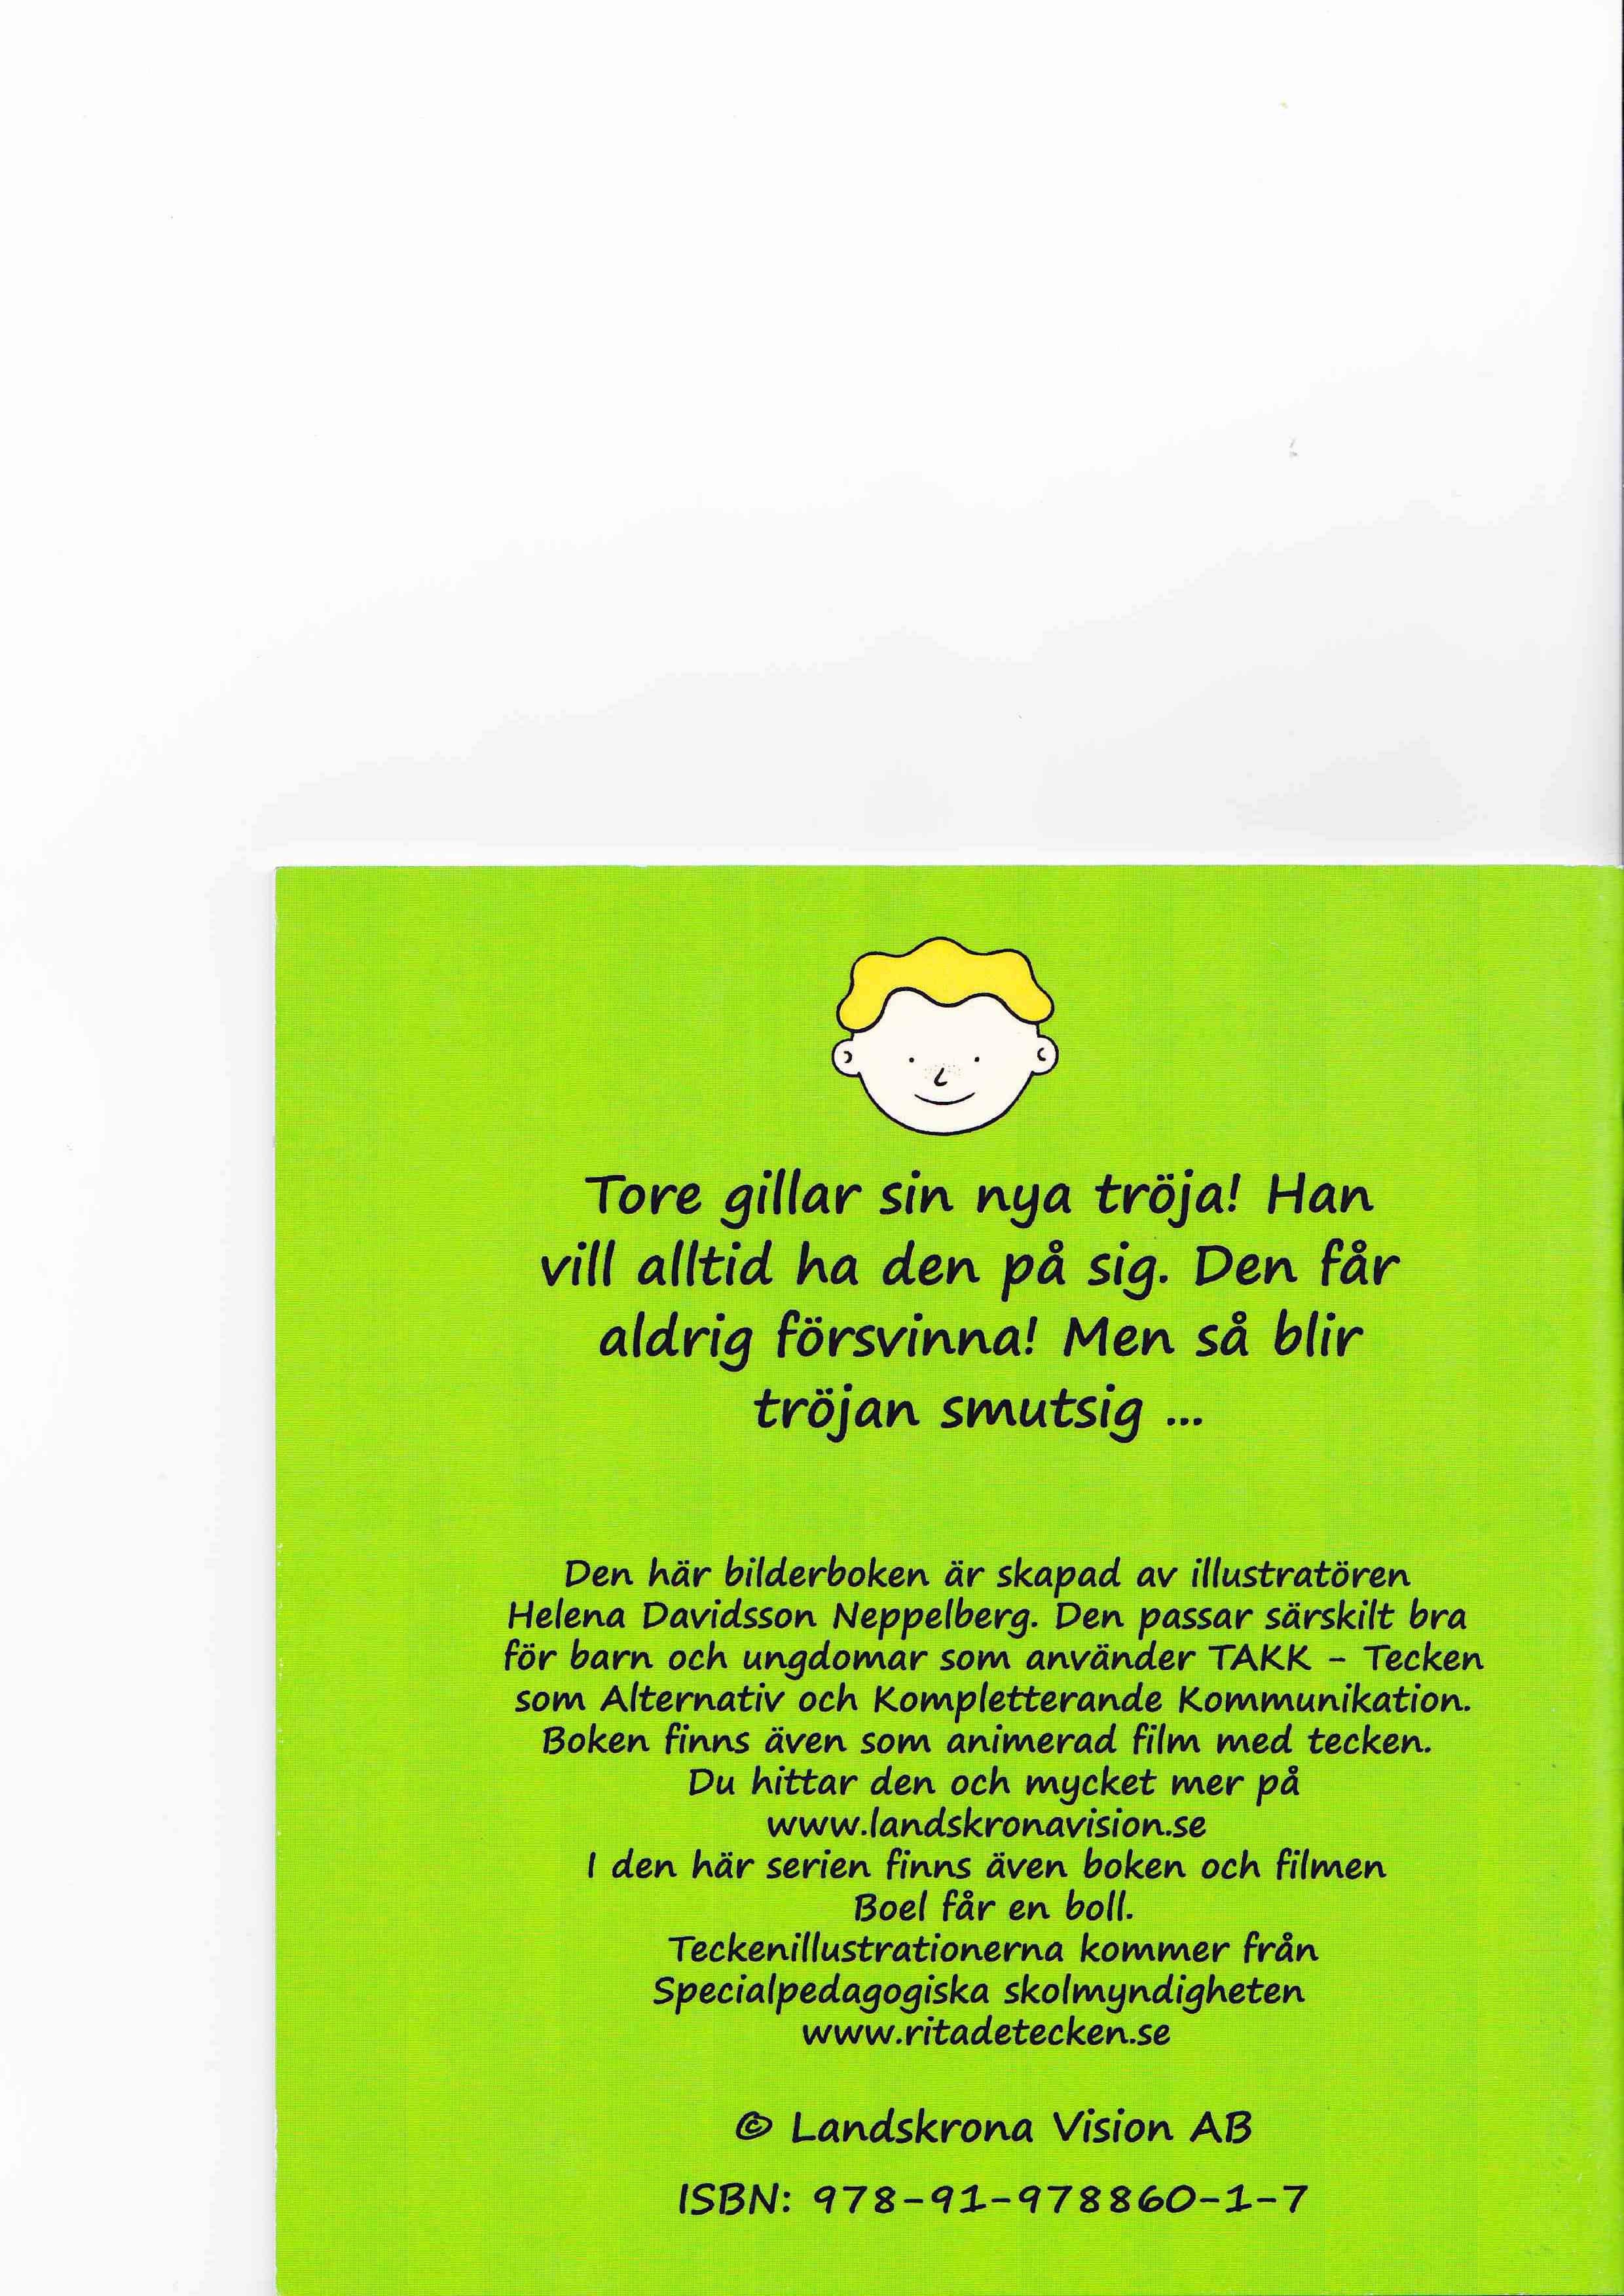 Tore gillar sin nya tröja! Han
vill alltid ha den på sig. Den får
aldrig försvinna! Men så blir
tröjan smutsig ...
Den här bilderboken är skapad av illustratören
Helena Davidsson Neppelberg. Den passar särskilt bra
för barn och ungdomar som använder TAKK – Tecken
som Alternativ och Kompletterande Kommunikation.
Boken finns även som animerad film med tecken.
Du hittar den och mycket mer på
www.landskronavision.se
I den här serien finns även boken och filmen
Boel får en boll.
Teckenillustrationerna kommer från
Specialpedagogiska skolmyndigheten
www.ritadetecken.se
© Landskrona Vision AB
ISBN: 978-91-978860-1-7